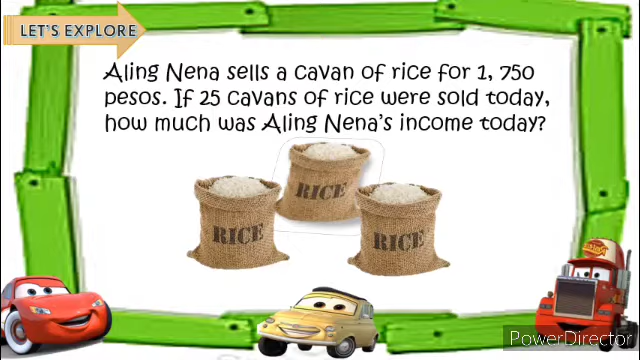 LET'S EXPLORE
Aling Nena sells a cavan of rice for 1, 750
pesos. If 25 cavans of rice were sold today,
how much was Aling Nena's income today?
RICE
RICE
RICE
PowerDirector